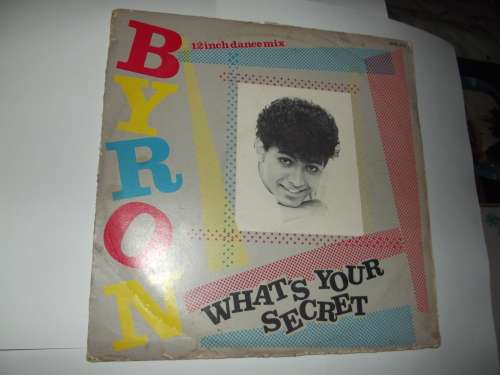 BYRON
12 inch dance mix
WHAT'S YOUR
SECRET